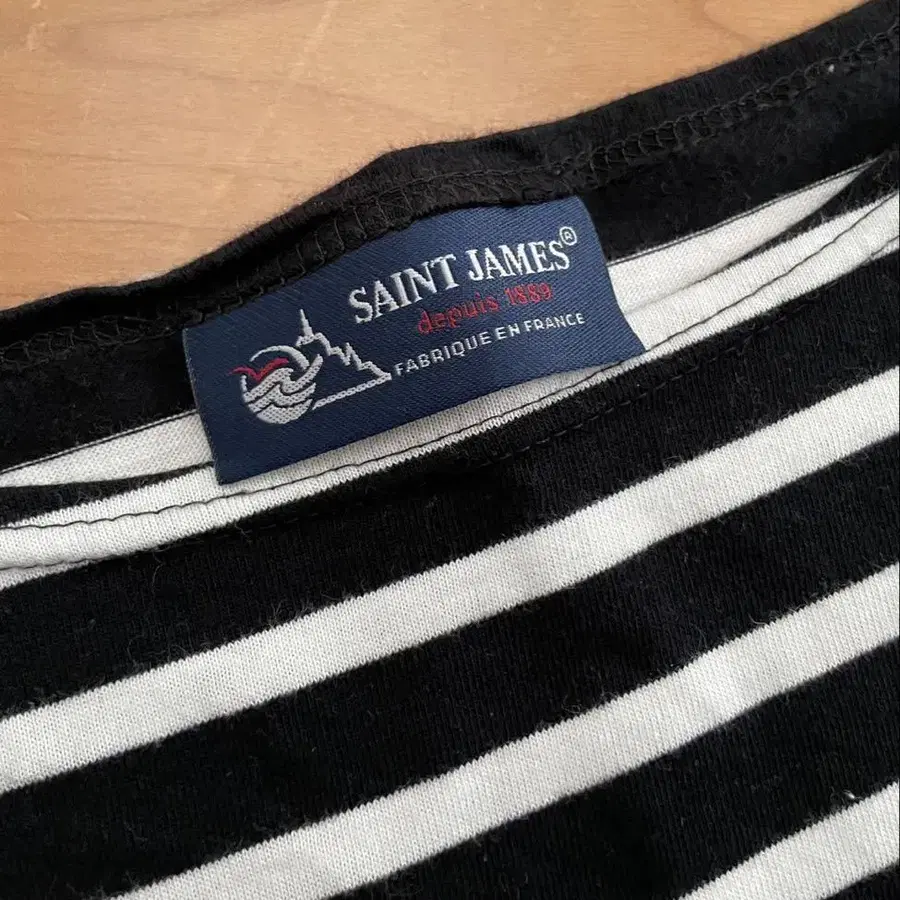 SAINT JAMES®
depuis 1889
FABRIQUE EN FRANCE